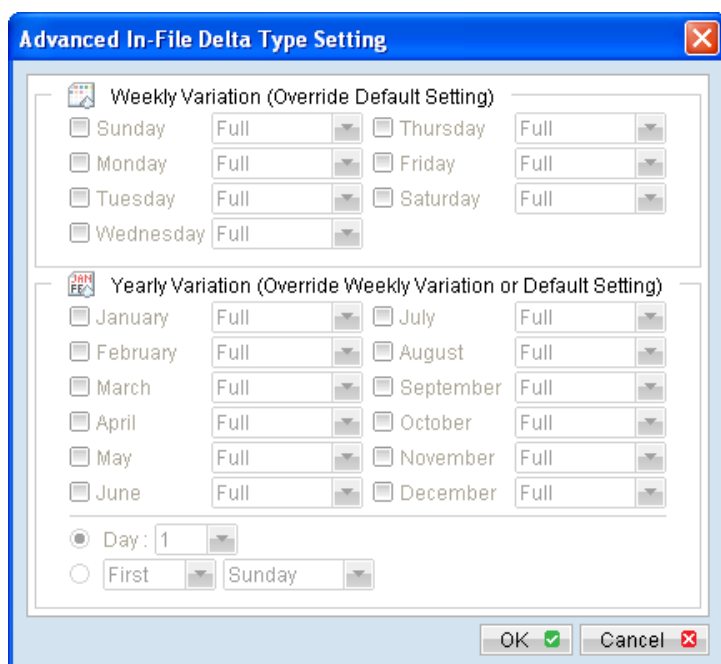 Advanced In-File Delta Type Setting
Weekly Variation (Override Default Setting)
Sunday Full Thursday Full
Monday Full Friday Full
Tuesday Full Saturday Full
Wednesday Full
JAN
FE
Yearly Variation (Override Weekly Variation or Default Setting)
January Full July Full
February Full August Full
March Full September Full
April Full October Full
May Full November Full
June Full December Full
Day: 1
First Sunday
OK Cancel